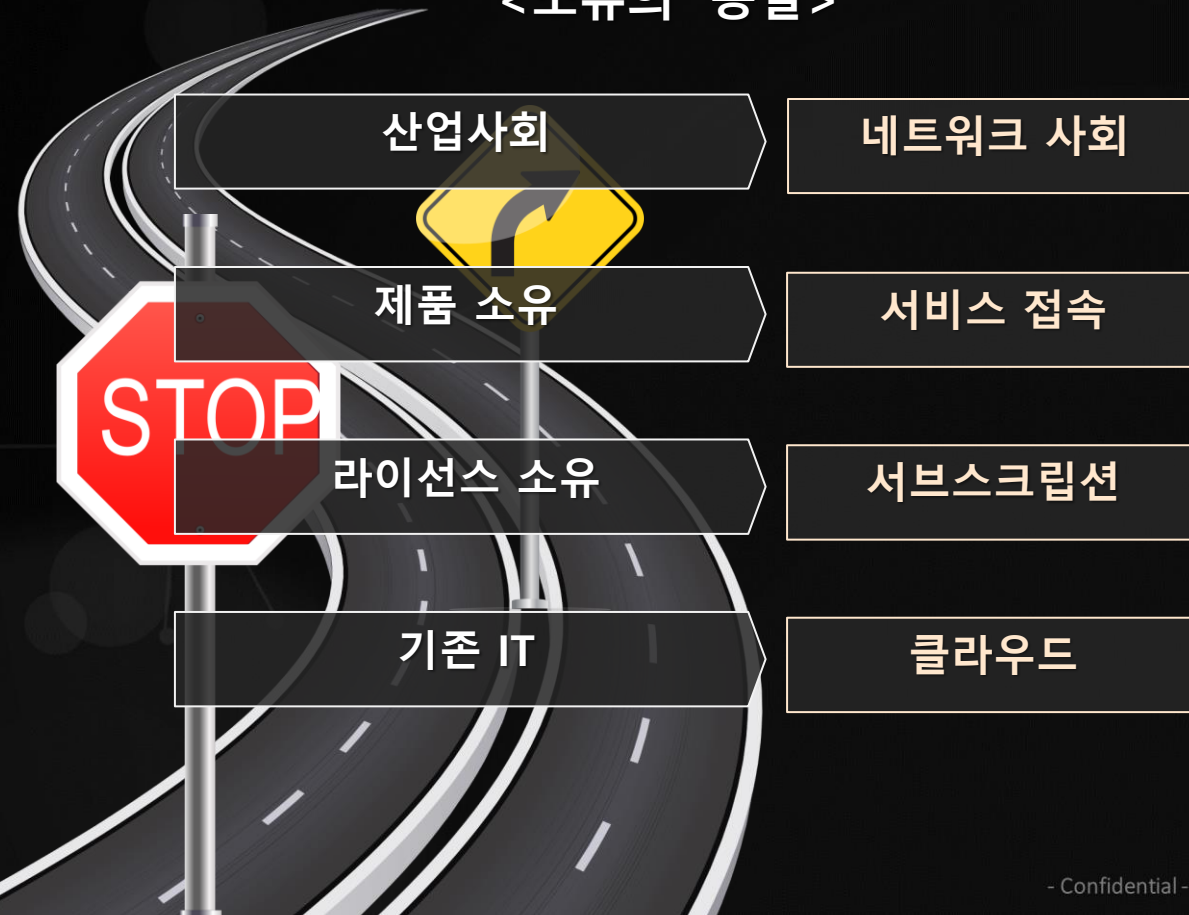 산업사회
네트워크 사회
제품 소유
서비스 접속
STOP
라이선스 소유
서브스크립션
기존 IT
클라우드
- Confidential -